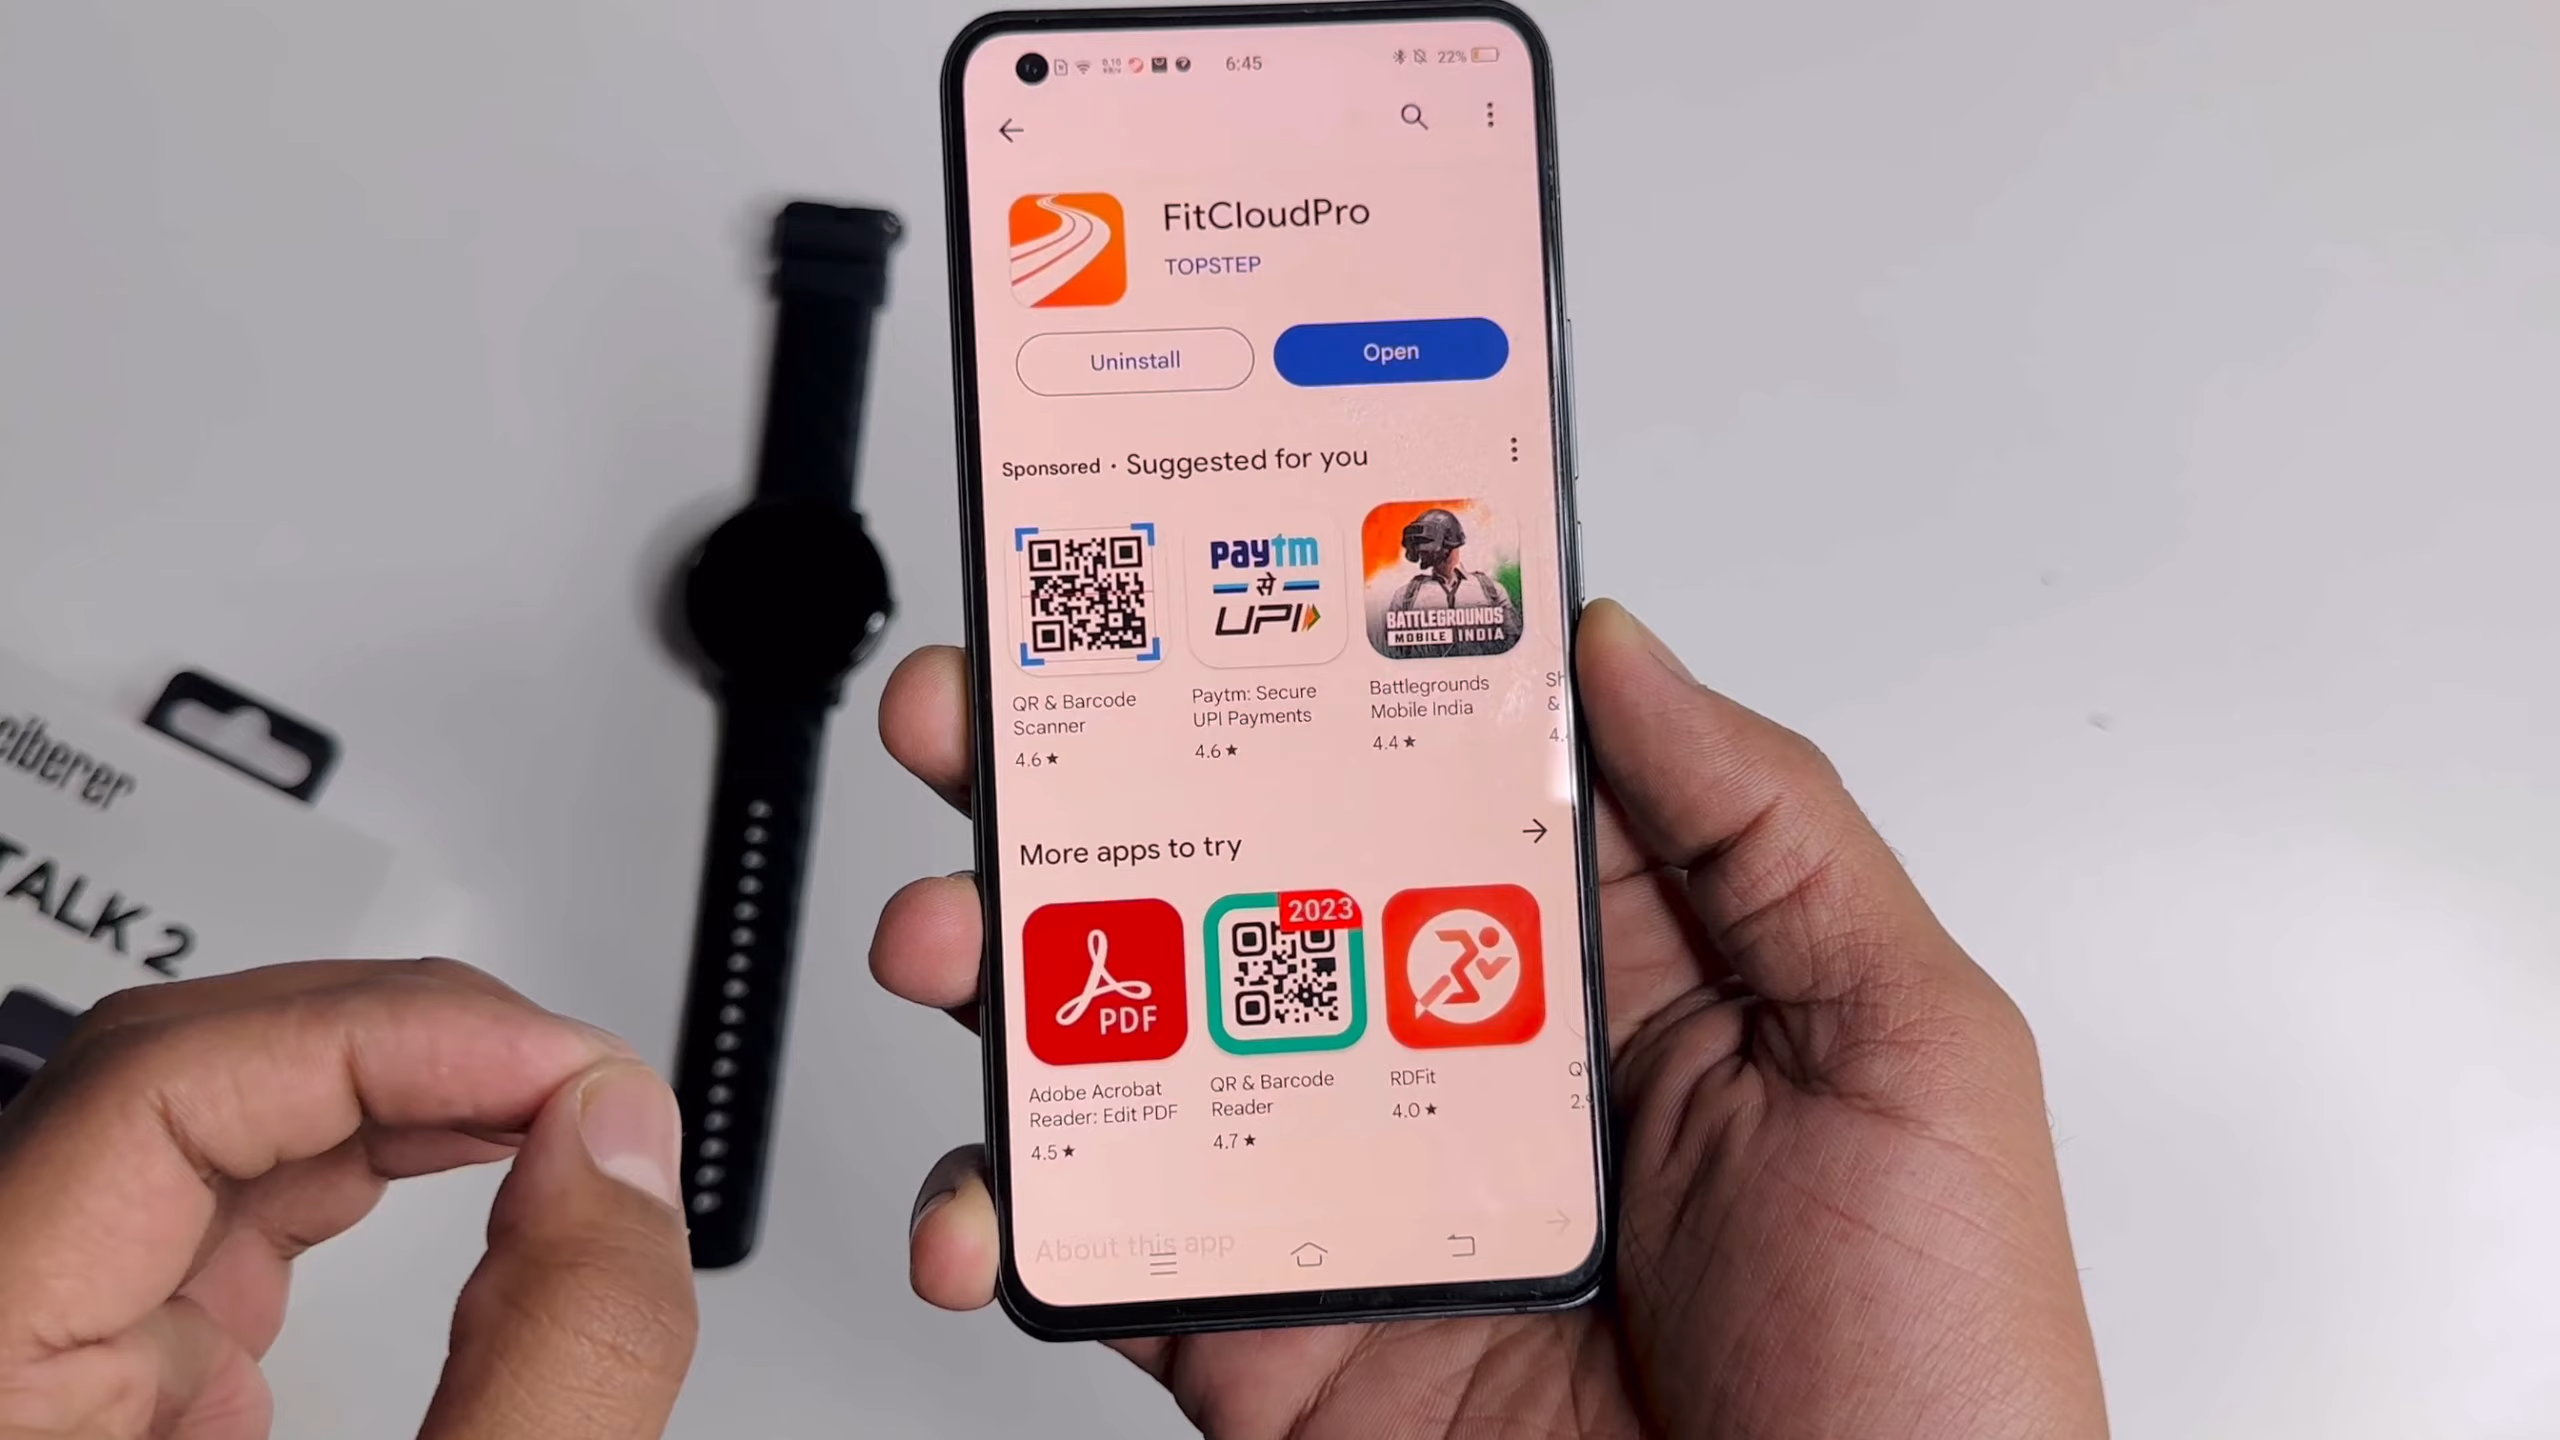 6:45
22%
FitCloudPro
TOPSTEP
Uninstall
Open
Sponsored · Suggested for you
paytm
से
UPI
BATTLEGROUNDS
MOBILE INDIA
QR & Barcode
Scanner
4.6 ★
Paytm: Secure
UPI Payments
4.6 ★
Battlegrounds
Mobile India
4.4 ★
&
More apps to try
PDF
2023
Adobe Acrobat
Reader: Edit PDF
4.5 ★
QR & Barcode
Reader
4.7 ★
RDFit
4.0 ★
About this app
eiberer
TALK 2